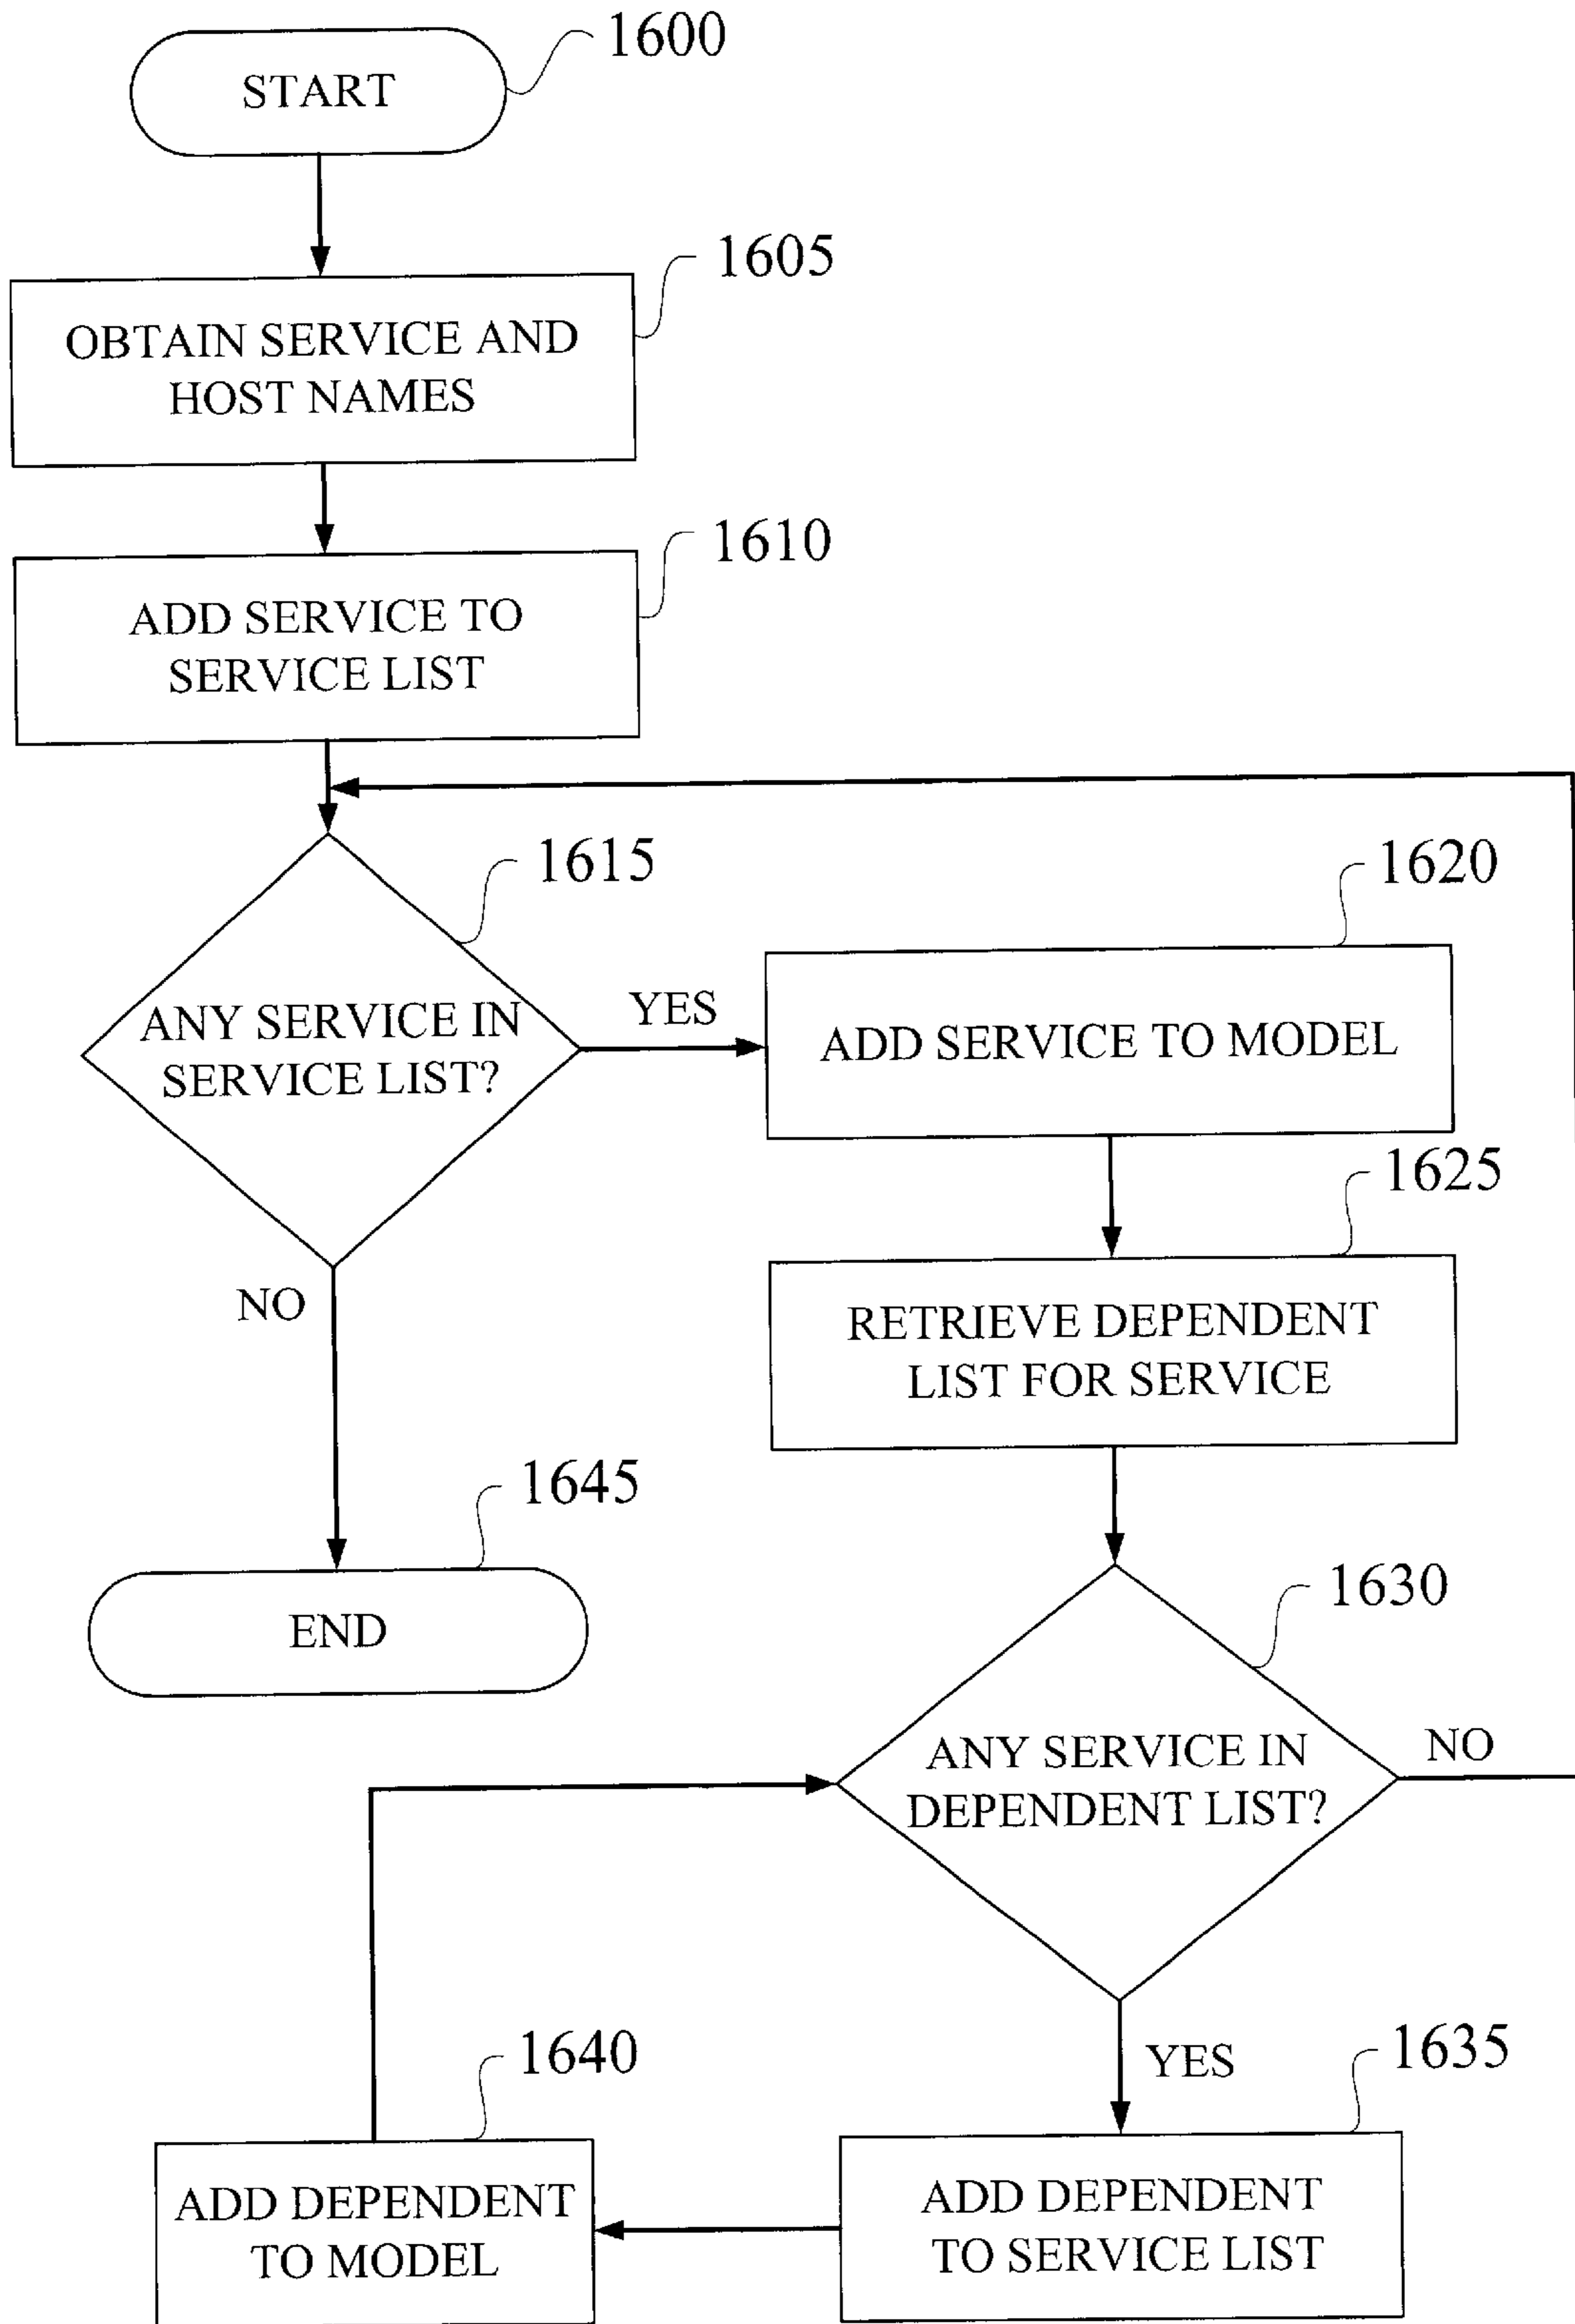 1600
START
1605
OBTAIN SERVICE AND
HOST NAMES
1610
ADD SERVICE TO
SERVICE LIST
1615
ANY SERVICE IN
SERVICE LIST?
YES
1620
ADD SERVICE TO MODEL
1625
RETRIEVE DEPENDENT
LIST FOR SERVICE
NO
1645
END
1630
ANY SERVICE IN
DEPENDENT LIST?
NO
YES
1635
ADD DEPENDENT
TO SERVICE LIST
1640
ADD DEPENDENT
TO MODEL